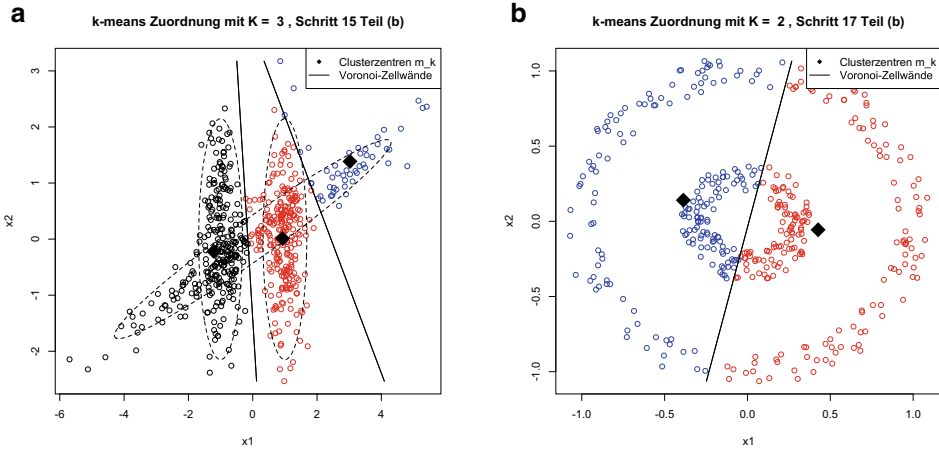 a
k-means Zuordnung mit K = 3 , Schritt 15 Teil (b)
Clusterzentren m_k
Voronoi-Zellwände
x2
3
2
1
0
-1
-2
-6 -4 -2 0 2 4
x1
b
k-means Zuordnung mit K = 2 , Schritt 17 Teil (b)
Clusterzentren m_k
Voronoi-Zellwände
x2
1.0
0.5
0.0
-0.5
-1.0
-1.0 -0.5 0.0 0.5 1.0
x1